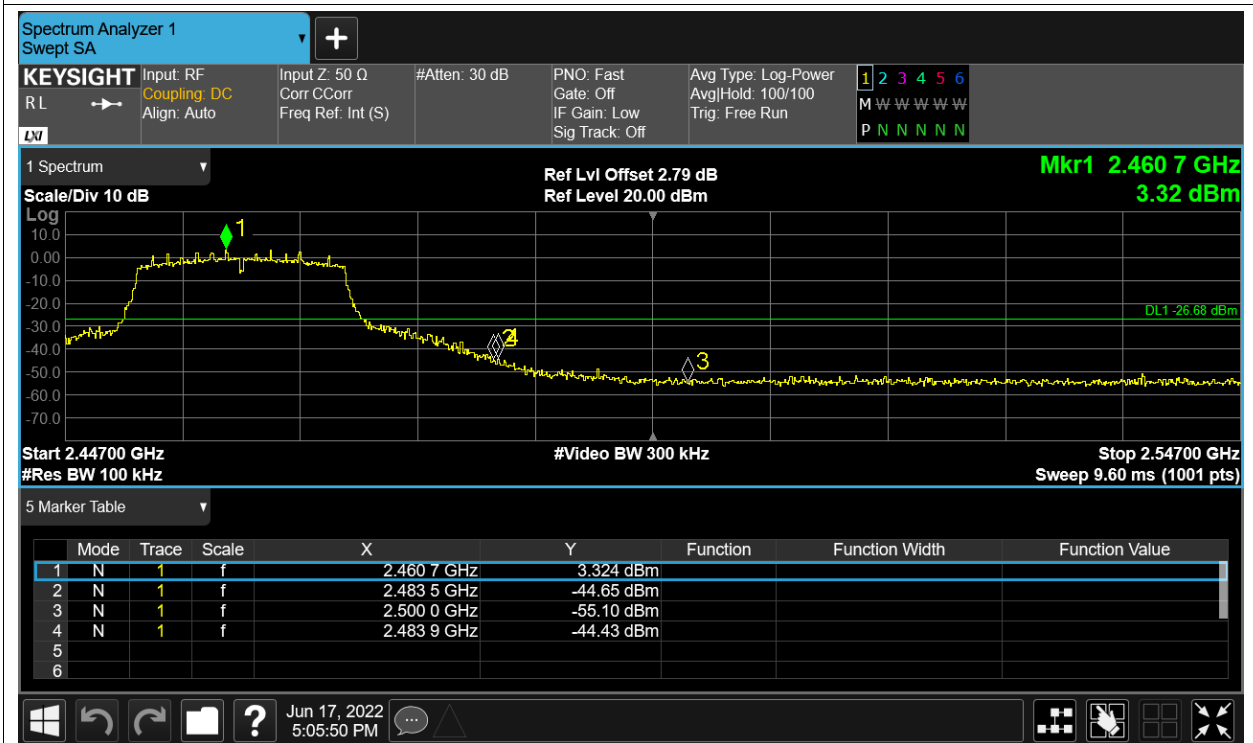 Spectrum Analyzer 1
Swept SA
+
KEYSIGHT
R L
LXI
Input: RF
Coupling: DC
Align: Auto
Input Z: 50 Ω
Corr CCorr
Freq Ref: Int (S)
#Atten: 30 dB
PNO: Fast
Gate: Off
IF Gain: Low
Sig Track: Off
Avg Type: Log-Power
Avg|Hold: 100/100
Trig: Free Run
1 2 3 4 5 6
M W W W W W
P N N N N N
1 Spectrum
Scale/Div 10 dB
Ref Lvl Offset 2.79 dB
Ref Level 20.00 dBm
Mkr1 2.460 7 GHz
3.32 dBm
Log
10.0
0.00
-10.0
-20.0
-30.0
-40.0
-50.0
-60.0
-70.0
1
3
DL1 -26.68 dBm
Start 2.44700 GHz
#Video BW 300 kHz
Stop 2.54700 GHz
#Res BW 100 kHz
Sweep 9.60 ms (1001 pts)
5 Marker Table
Mode Trace Scale X Y Function Function Width Function Value
1 N 1 f 2.460 7 GHz 3.324 dBm
2 N 1 f 2.483 5 GHz -44.65 dBm
3 N 1 f 2.500 0 GHz -55.10 dBm
4 N 1 f 2.483 9 GHz -44.43 dBm
5
6
?
Jun 17, 2022
5:05:50 PM